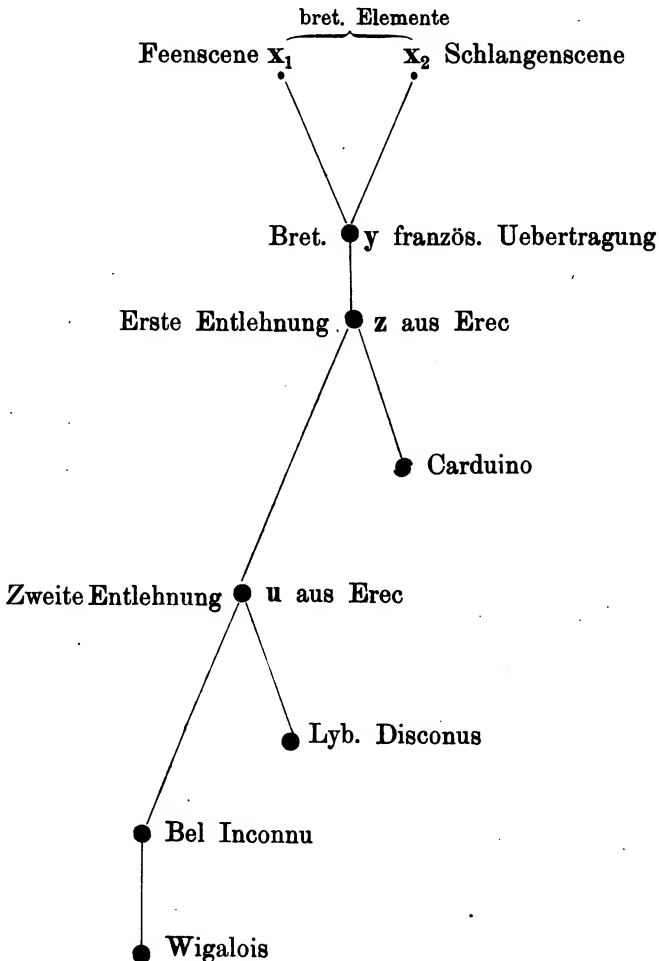 bret. Elemente
Feenscene x₁ x₂ Schlangenscene
Bret. y französ. Uebertragung
Erste Entlehnung z aus Erec
Carduino
Zweite Entlehnung u aus Erec
Lyb. Disconus
Bel Inconnu
Wigalois